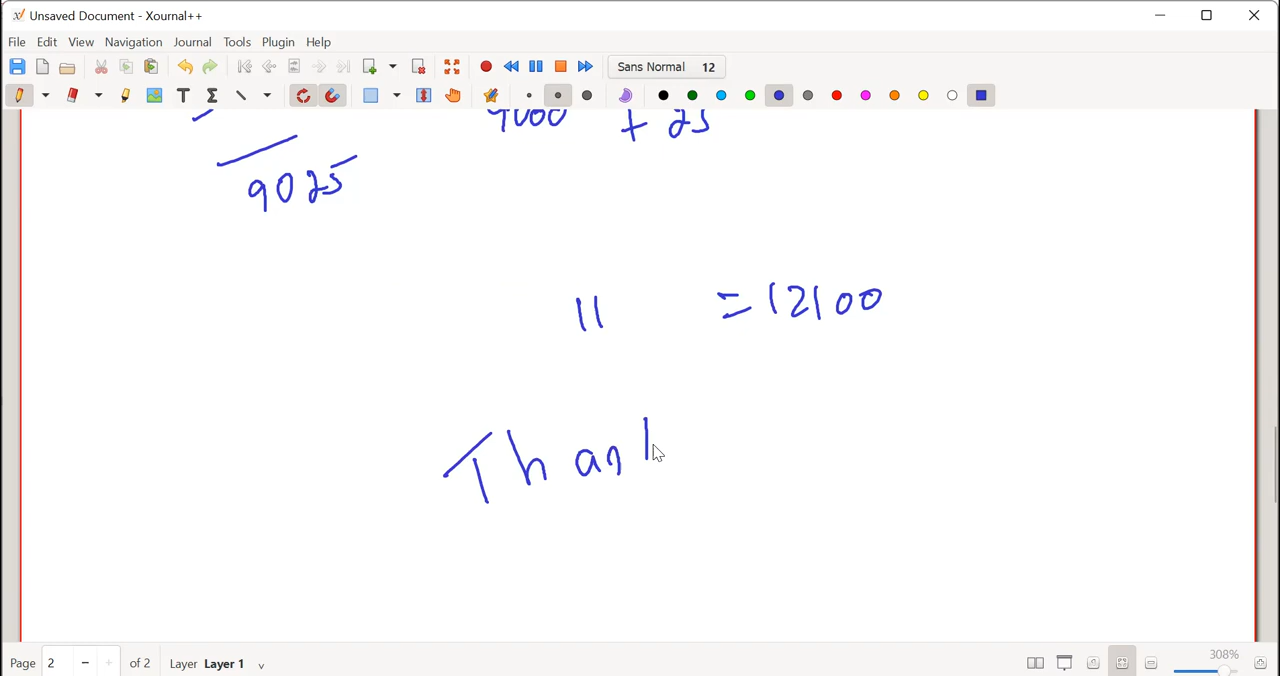 Unsaved Document - Xournal++
File Edit View Navigation Journal Tools Plugin Help
Sans Normal 12
9000 + 25
9025
11 = 12100
Than
Page 2 of 2 Layer Layer 1 308%